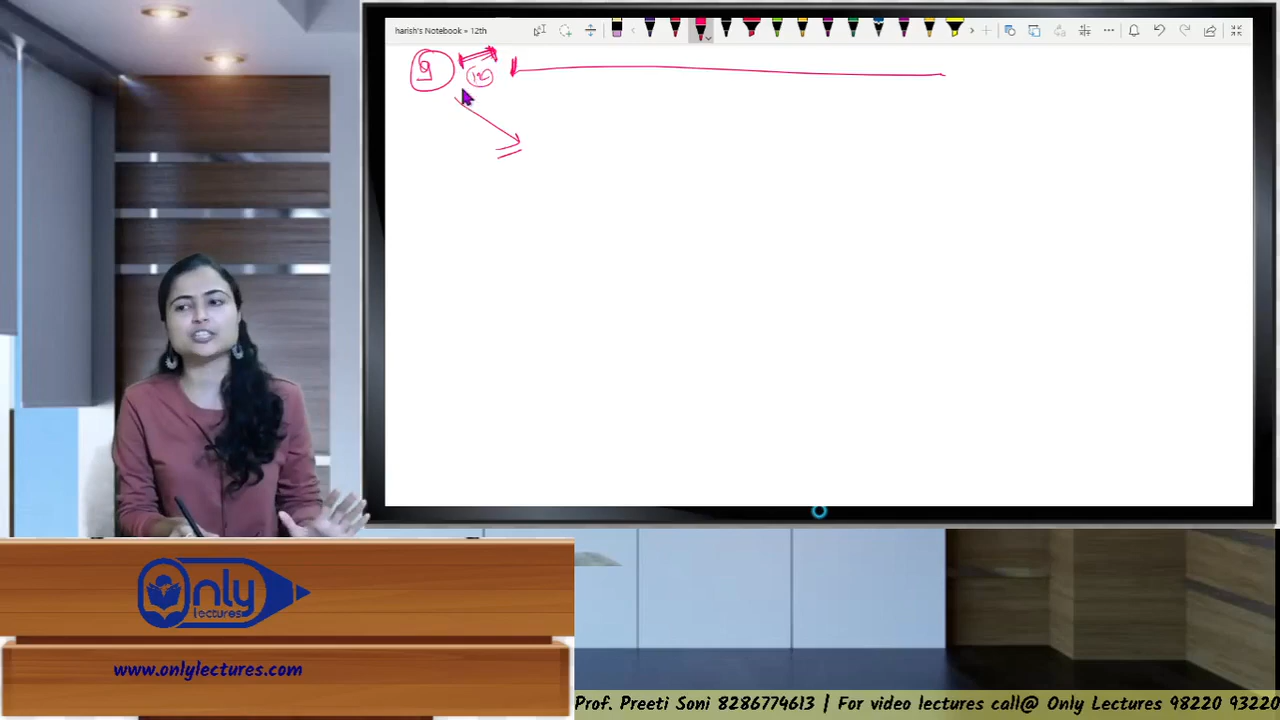 harish's Notebook » 12th
Only
lectures
www.onlylectures.com
Prof. Preeti Soni 8286774613 | For video lectures call@ Only Lectures 98220 93220